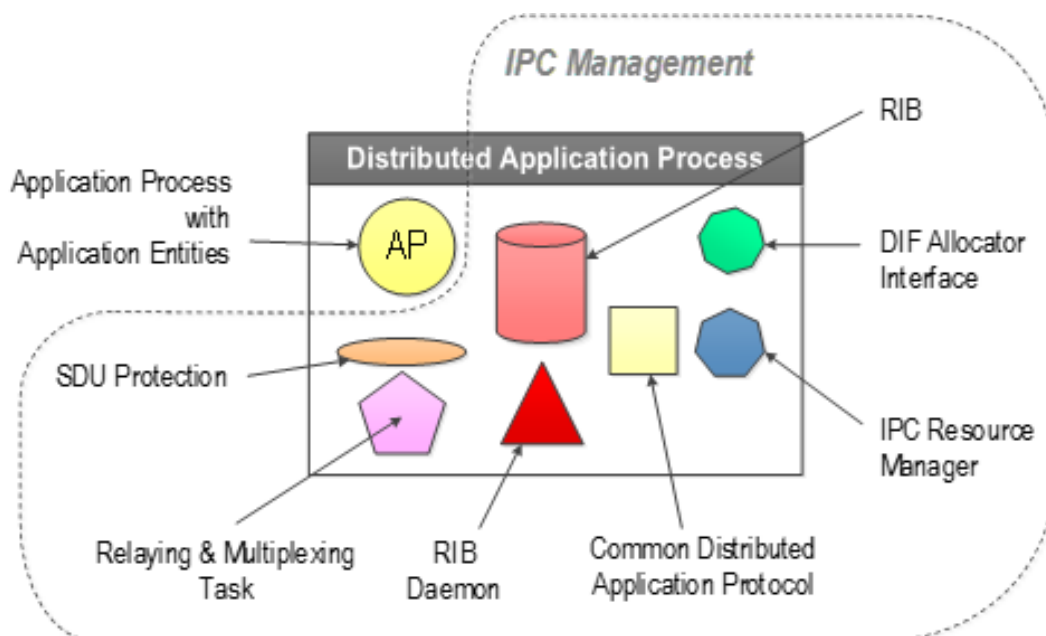 IPC Management
RIB
Distributed Application Process
Application Process
with
Application Entities
AP
DIF Allocator
Interface
SDU Protection
IPC Resource
Manager
Relaying & Multiplexing
Task
RIB
Daemon
Common Distributed
Application Protocol